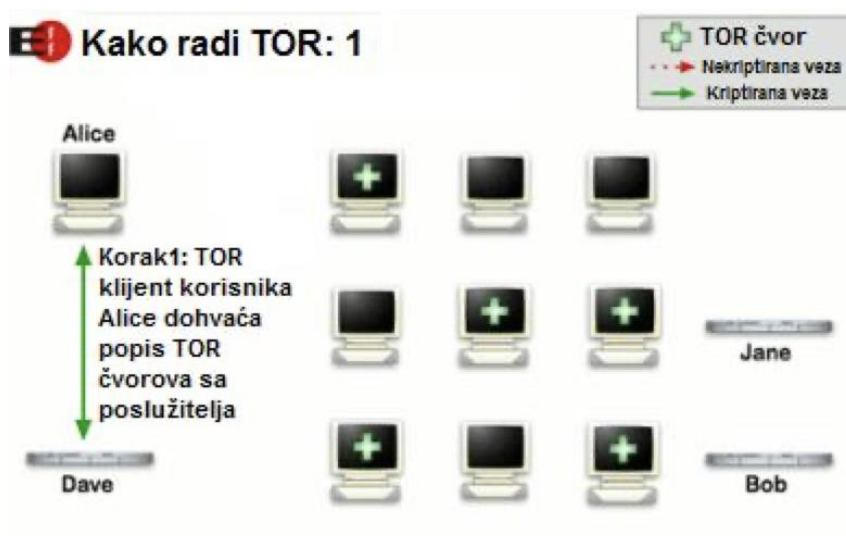 Kako radi TOR: 1
TOR čvor
Nekriptirana veza
Kriptirana veza
Alice
Korak1: TOR
klijent korisnika
Alice dohvaća
popis TOR
čvorova sa
poslužitelja
Jane
Dave
Bob